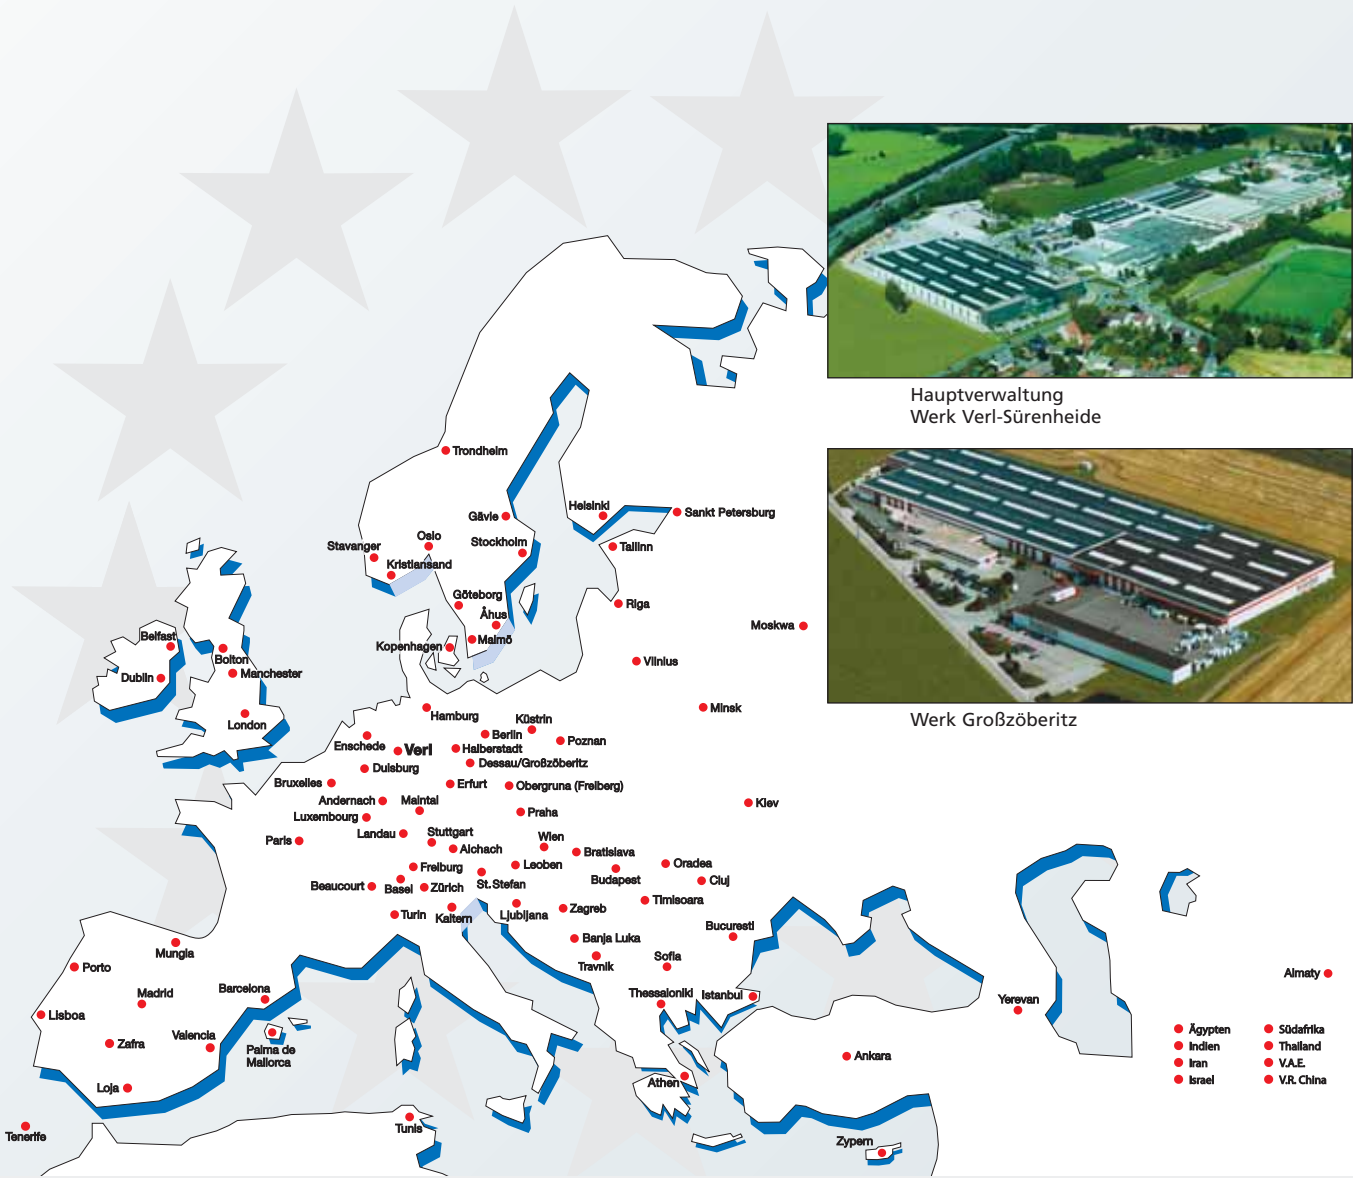 Hauptverwaltung
Werk Verl-Sürenheide
Werk Großzöberitz
Trondheim
Gävle
Helsinki
Sankt Petersburg
Oslo
Stockholm
Stavanger
Tallinn
Kristiansand
Göteborg
Åhus
Riga
Moskwa
Belfast
Kopenhagen
Malmö
Bolton
Vilnius
Manchester
Dublin
London
Hamburg
Minsk
Küstrin
Berlin
Enschede
Verl
Halberstadt
Poznan
Duisburg
Dessau/Großzöberitz
Bruxelles
Erfurt
Obergruna (Freiberg)
Andernach
Maintal
Kiev
Luxembourg
Praha
Paris
Landau
Stuttgart
Wien
Aichach
Bratislava
Freiburg
Leoben
Oradea
Beaucourt
Basel
Zürich
St. Stefan
Budapest
Cluj
Turin
Kaltern
Ljubljana
Zagreb
Timisoara
Bucuresti
Mungia
Banja Luka
Travnik
Sofia
Porto
Madrid
Barcelona
Thessaloniki
Istanbul
Yerevan
Almaty
Lisboa
Zafra
Valencia
Palma de
Mallorca
Ankara
Loja
Athen
Tenerife
Tunis
Zypern
Ägypten
Indien
Iran
Israel
Südafrika
Thailand
V.A.E.
V.R. China